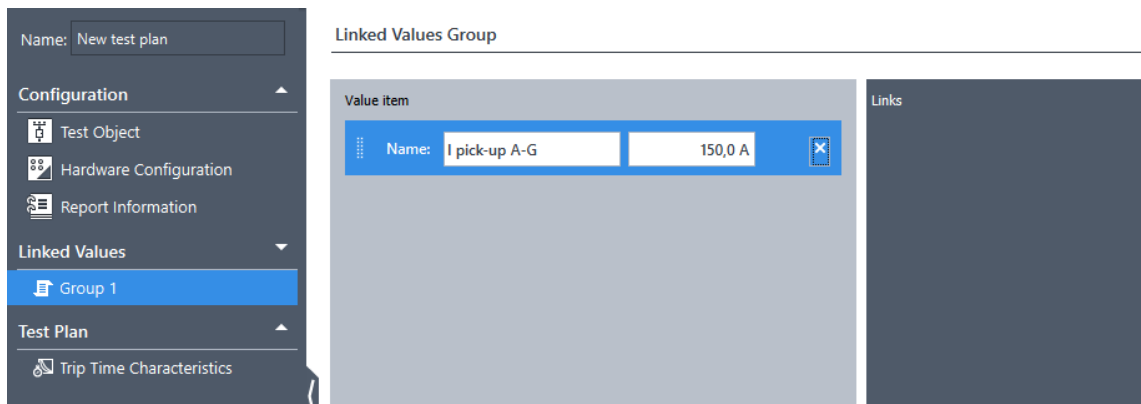 Name: New test plan
Configuration
Test Object
Hardware Configuration
Report Information
Linked Values
Group 1
Test Plan
Trip Time Characteristics
Linked Values Group
Value item
Name: I pick-up A-G 150,0 A
Links